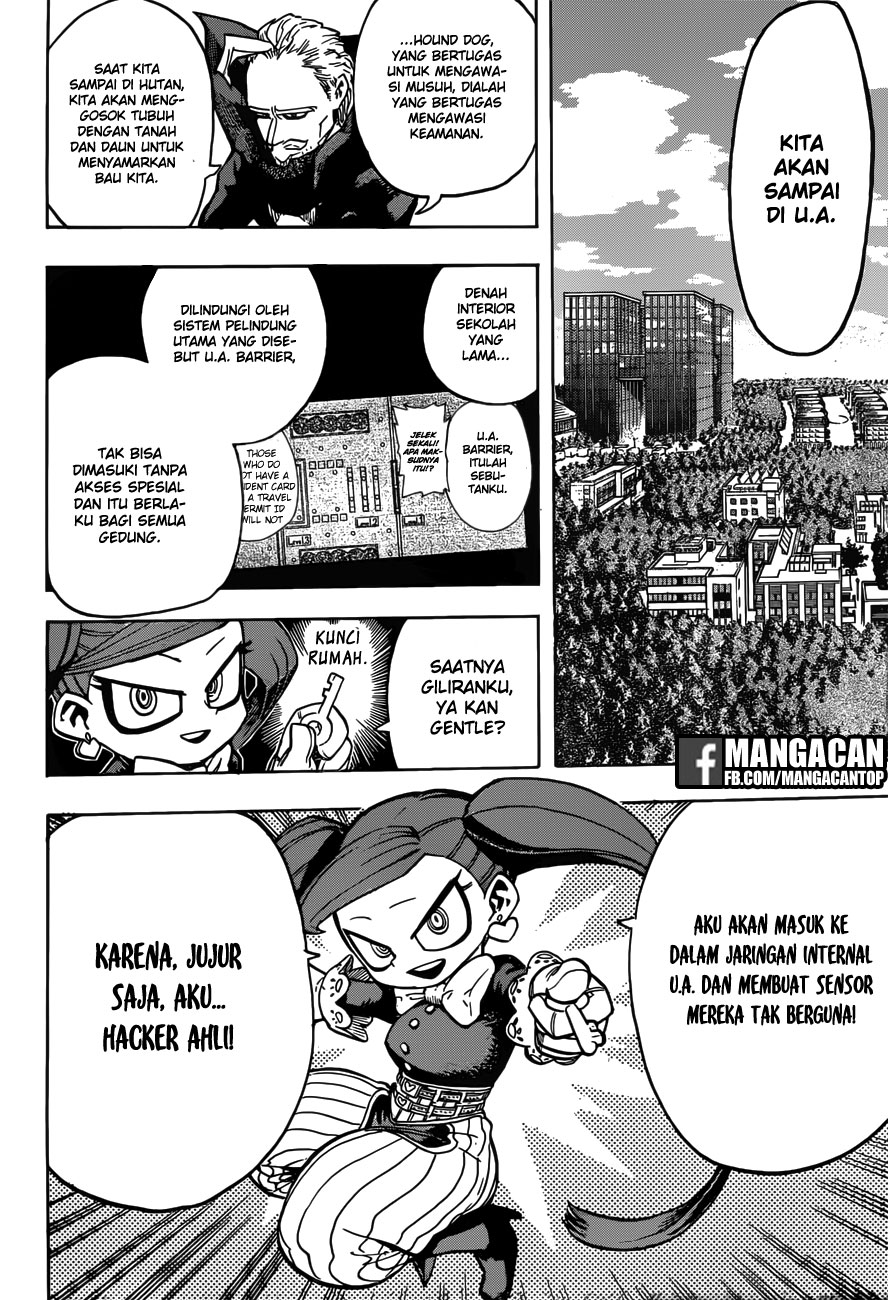 KITA
AKAN
SAMPAI
DI U.A.
...HOUND DOG,
YANG BERTUGAS
UNTUK MENGAWA-
SI MUSUH, DIALAH
YANG BERTUGAS
MENGAWASI
KEAMANAN.
SAAT KITA
SAMPAI DI HUTAN,
KITA AKAN MENG-
GOSOK TUBUH
DENGAN TANAH
DAN DAUN UNTUK
MENYAMARKAN
BAU KITA.
DENAH
INTERIOR
SEKOLAH
YANG
LAMA...
DILINDUNGI OLEH
SISTEM PELINDUNG
UTAMA YANG DISE-
BUT U.A. BARRIER,
U.A.
BARRIER,
ITULAH
SEBU-
TANKU.
JELEK
SEKALI!
APA MAK-
SUDNYA
ITU!?
THOSE
WHO DO
OT HAVE A
DENT CARD
A TRAVEL
ERMIT ID
WILL NOT
TAK BISA
DIMASUKI TANPA
AKSES SPESIAL
DAN ITU BERLA-
KU BAGI SEMUA
GEDUNG.
SAATNYA
GILIRANKU,
YA KAN
GENTLE?
KUNCI
RUMAH.
f MANGACAN
FB.COM/MANGACANTOP
AKU AKAN MASUK KE
DALAM JARINGAN INTERNAL
U.A. DAN MEMBUAT SENSOR
MEREKA TAK BERGUNA!
KARENA, JUJUR
SAJA, AKU...
HACKER AHLI!